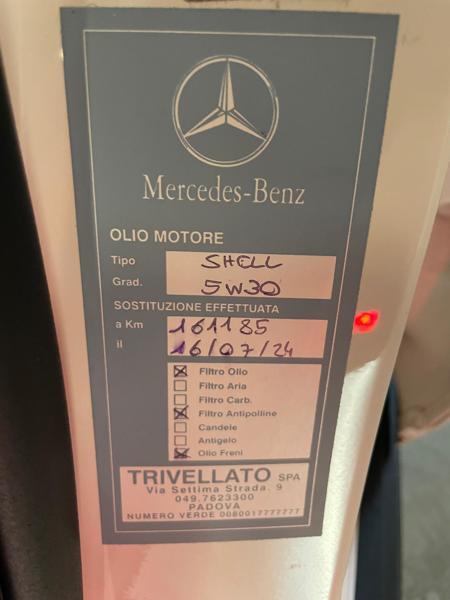 Mercedes-Benz
OLIO MOTORE
Tipo SHELL
Grad. 5W30
SOSTITUZIONE EFFETTUATA
a Km 161185
il 16/07/24
Filtro Olio
Filtro Aria
Filtro Carb.
Filtro Antipolline
Candele
Antigelo
Olio Freni
TRIVELLATO SPA
Via Settima Strada, 9
049.7623300
PADOVA
NUMERO VERDE 0080017777777